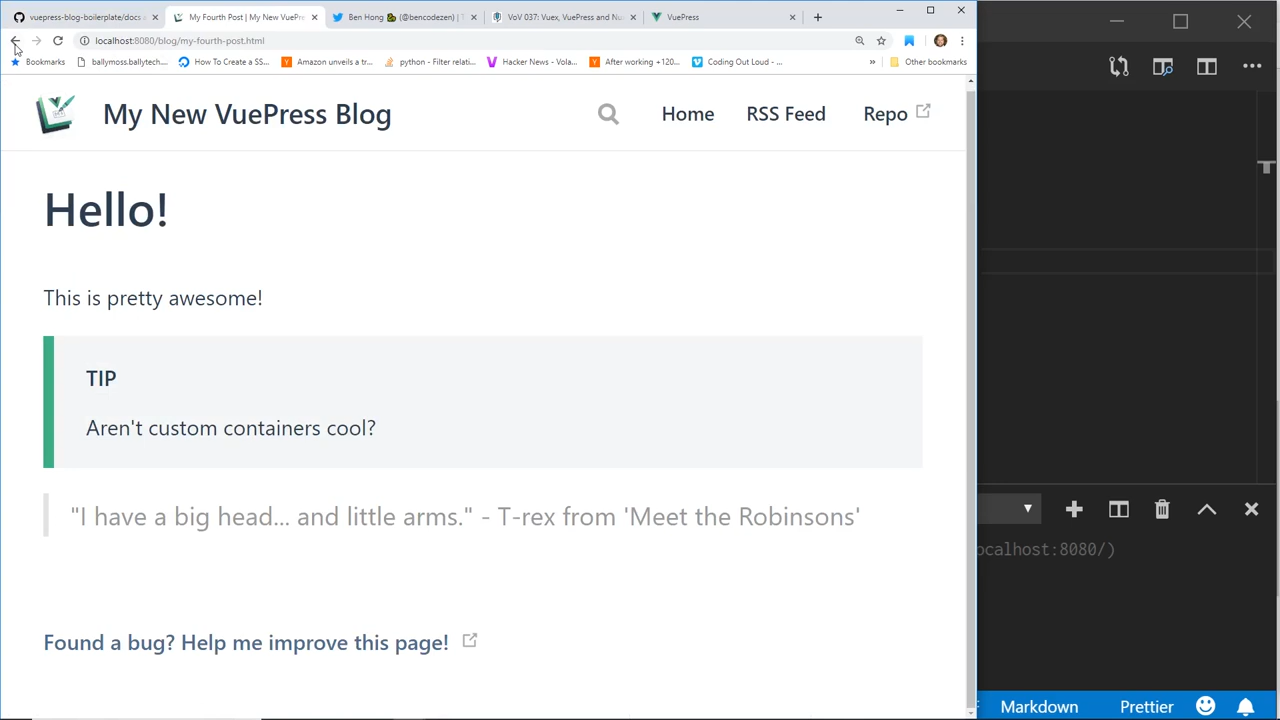 vuepress-blog-boilerplate/docs
My Fourth Post | My New VuePre
Ben Hong (@bencodezen) | T
VoV 037: Vuex, VuePress and Nu
VuePress
localhost:8080/blog/my-fourth-post.html
Bookmarks
ballymoss.ballytech...
How To Create a SS...
Amazon unveils a tr...
python - Filter relati...
Hacker News - Vola...
After working +120...
Coding Out Loud - ...
»
Other bookmarks
My New VuePress Blog
Home
RSS Feed
Repo
Hello!
This is pretty awesome!
TIP
Aren't custom containers cool?
"I have a big head... and little arms." - T-rex from 'Meet the Robinsons'
ocalhost:8080/)
Found a bug? Help me improve this page!
Markdown
Prettier